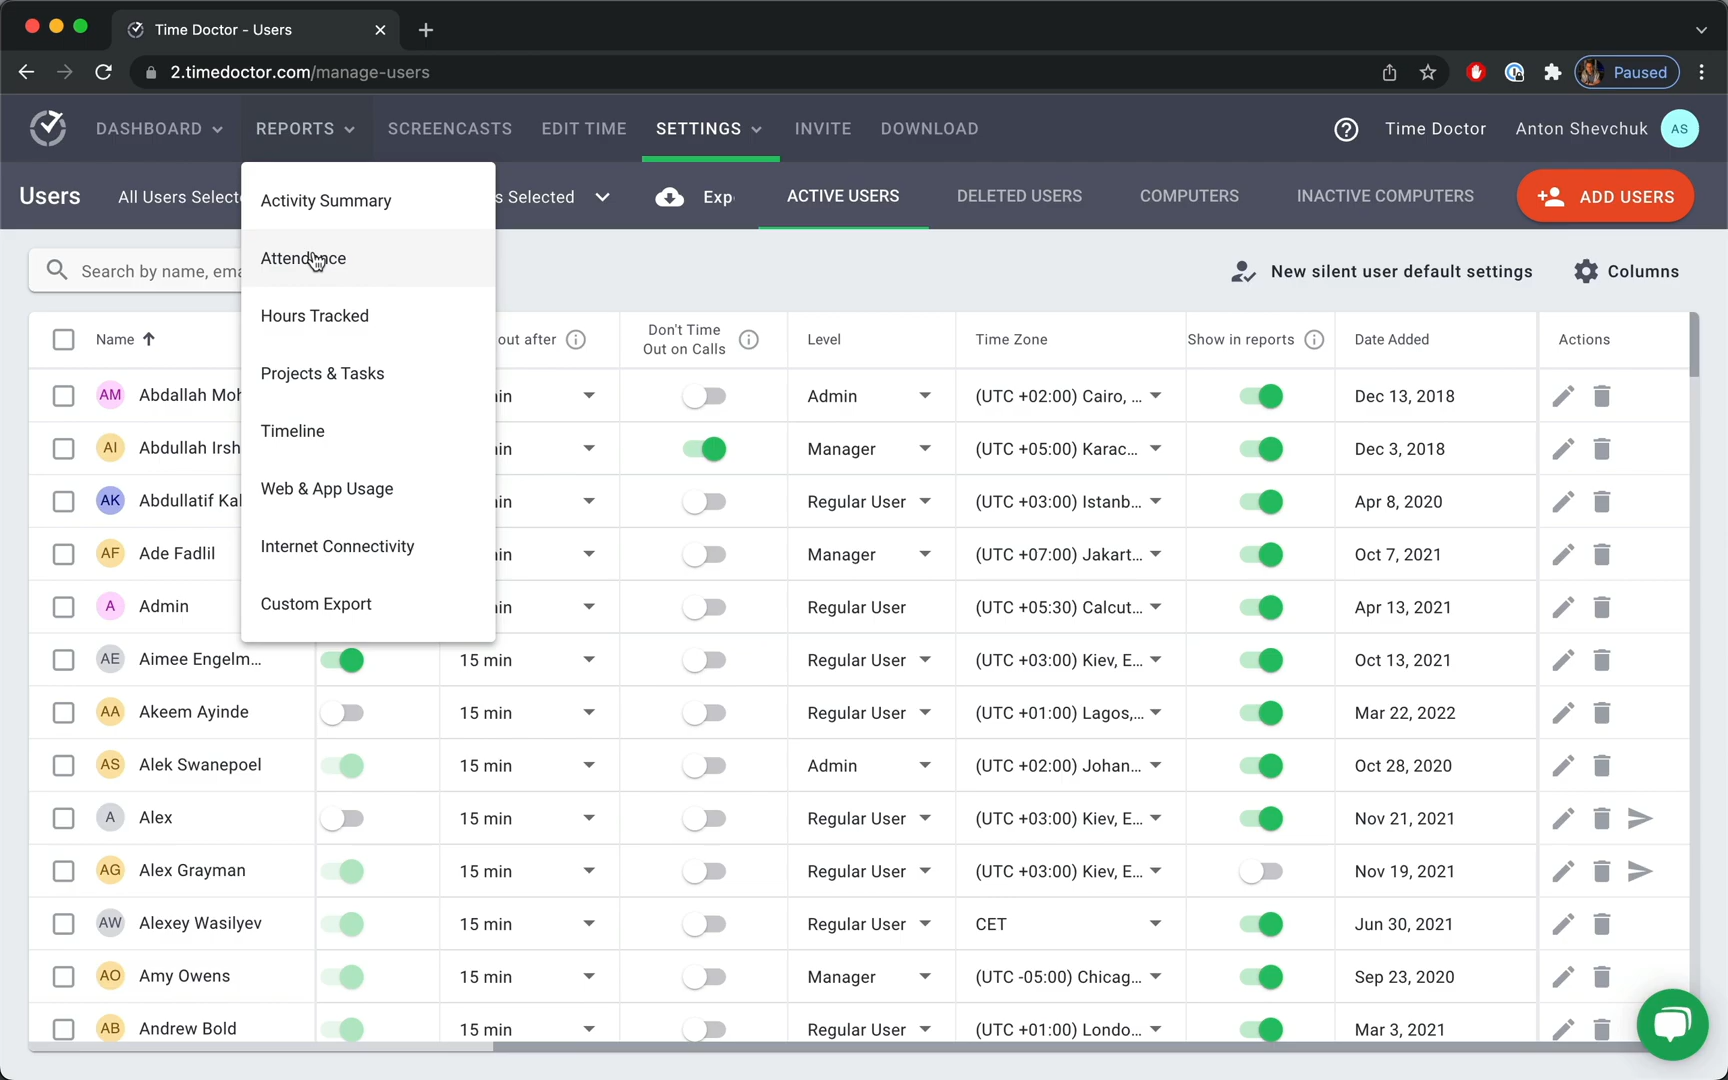 Time Doctor - Users
2.timedoctor.com/manage-users
Paused
DASHBOARD
REPORTS
SCREENCASTS
EDIT TIME
SETTINGS
INVITE
DOWNLOAD
Time Doctor
Anton Shevchuk
AS
Users
All Users Selecte
s Selected
Exp
ACTIVE USERS
DELETED USERS
COMPUTERS
INACTIVE COMPUTERS
ADD USERS
Activity Summary
Attendance
Hours Tracked
Projects & Tasks
Timeline
Web & App Usage
Internet Connectivity
Custom Export
Search by name, ema
New silent user default settings
Columns
Name
out after
Don't Time
Out on Calls
Level
Time Zone
Show in reports
Date Added
Actions
AM Abdallah Moh in Admin (UTC +02:00) Cairo, ... Dec 13, 2018
AI Abdullah Irsh in Manager (UTC +05:00) Karac... Dec 3, 2018
AK Abdullatif Kal in Regular User (UTC +03:00) Istanb... Apr 8, 2020
AF Ade Fadlil in Manager (UTC +07:00) Jakart... Oct 7, 2021
A Admin in Regular User (UTC +05:30) Calcut... Apr 13, 2021
AE Aimee Engelm... 15 min Regular User (UTC +03:00) Kiev, E... Oct 13, 2021
AA Akeem Ayinde 15 min Regular User (UTC +01:00) Lagos,... Mar 22, 2022
AS Alek Swanepoel 15 min Admin (UTC +02:00) Johan... Oct 28, 2020
A Alex 15 min Regular User (UTC +03:00) Kiev, E... Nov 21, 2021
AG Alex Grayman 15 min Regular User (UTC +03:00) Kiev, E... Nov 19, 2021
AW Alexey Wasilyev 15 min Regular User CET Jun 30, 2021
AO Amy Owens 15 min Manager (UTC -05:00) Chicag... Sep 23, 2020
AB Andrew Bold 15 min Regular User (UTC +01:00) Londo... Mar 3, 2021